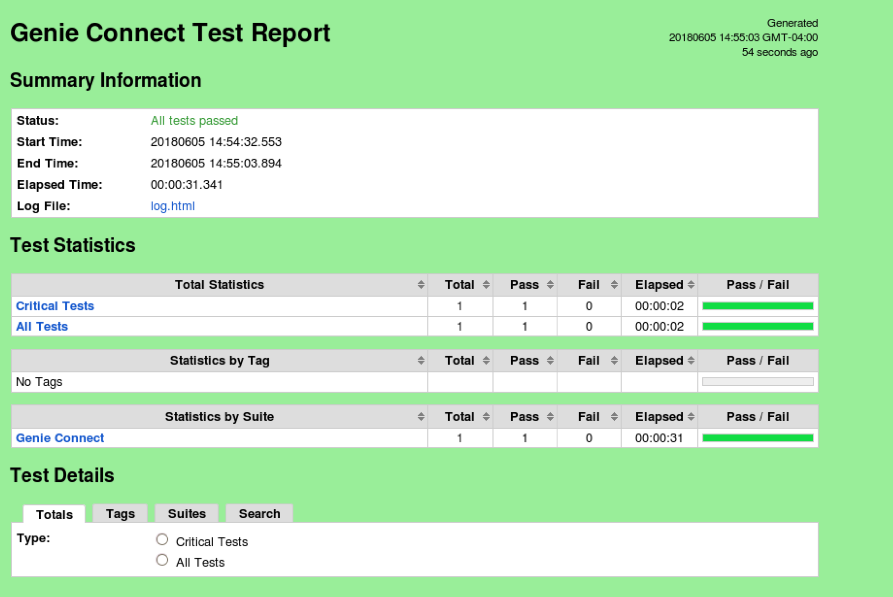 Genie Connect Test Report
Generated
20180605 14:55:03 GMT-04:00
54 seconds ago
Summary Information
Status: All tests passed
Start Time: 20180605 14:54:32.553
End Time: 20180605 14:55:03.894
Elapsed Time: 00:00:31.341
Log File: log.html
Test Statistics
Total Statistics Total Pass Fail Elapsed Pass / Fail
Critical Tests 1 1 0 00:00:02
All Tests 1 1 0 00:00:02
Statistics by Tag Total Pass Fail Elapsed Pass / Fail
No Tags
Statistics by Suite Total Pass Fail Elapsed Pass / Fail
Genie Connect 1 1 0 00:00:31
Test Details
Totals Tags Suites Search
Type: Critical Tests
All Tests